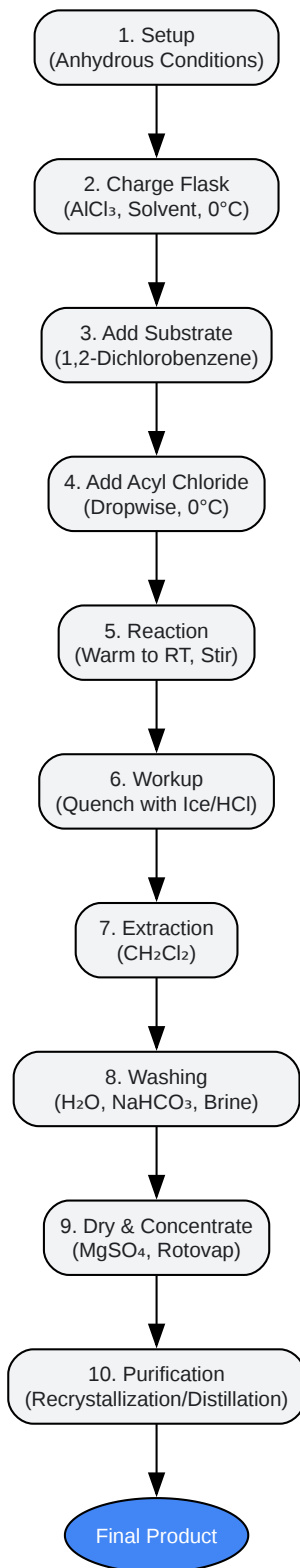 1. Setup
(Anhydrous Conditions)
2. Charge Flask
(AlCl₃, Solvent, 0°C)
3. Add Substrate
(1,2-Dichlorobenzene)
4. Add Acyl Chloride
(Dropwise, 0°C)
5. Reaction
(Warm to RT, Stir)
6. Workup
(Quench with Ice/HCl)
7. Extraction
(CH₂Cl₂)
8. Washing
(H₂O, NaHCO₃, Brine)
9. Dry & Concentrate
(MgSO₄, Rotovap)
10. Purification
(Recrystallization/Distillation)
Final Product